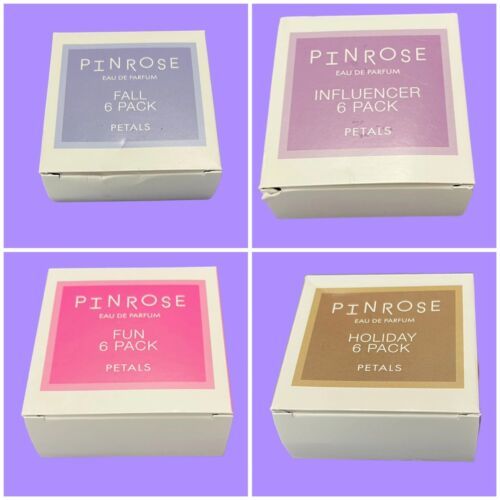 PINROSE
EAU DE PARFUM
FALL
6 PACK
PETALS
PINROSE
EAU DE PARFUM
INFLUENCER
6 PACK
PETALS
PINROSE
EAU DE PARFUM
FUN
6 PACK
PETALS
PINROSE
EAU DE PARFUM
HOLIDAY
6 PACK
PETALS